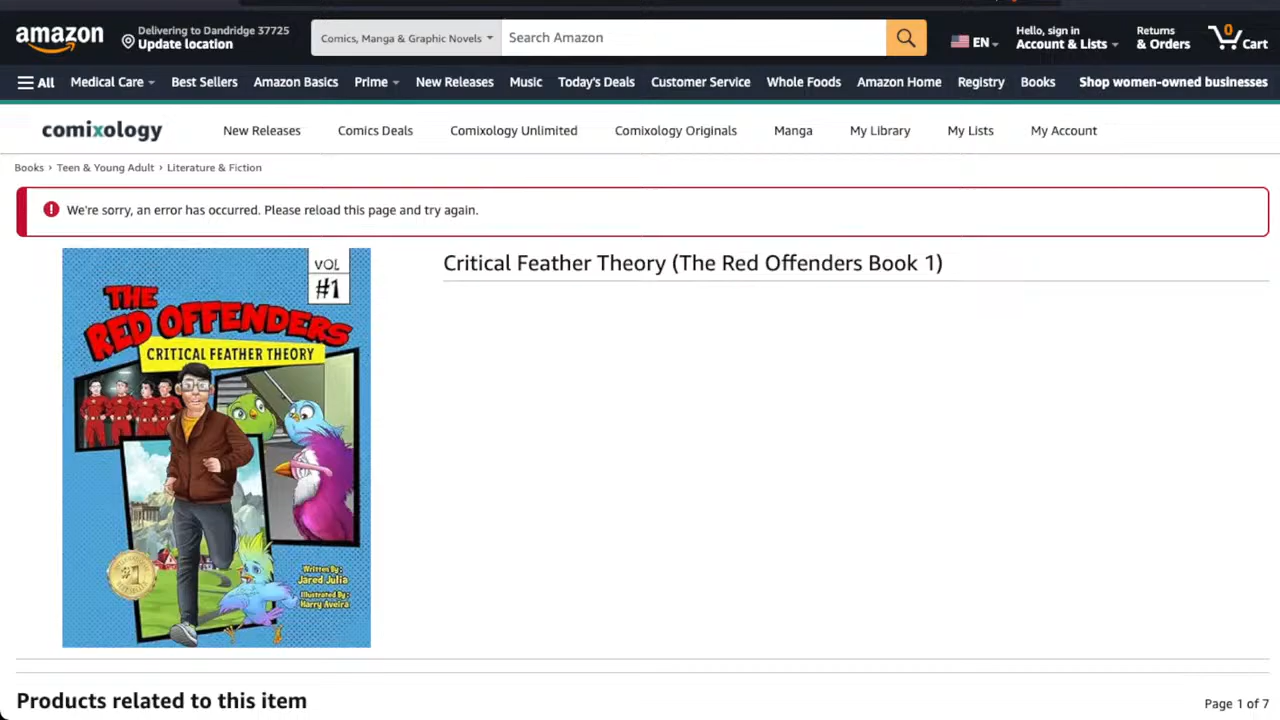 amazon
Delivering to Dandridge 37725
Update location
Comics, Manga & Graphic Novels
Search Amazon
EN
Hello, sign in
Account & Lists
Returns
& Orders
0
Cart
All
Medical Care
Best Sellers
Amazon Basics
Prime
New Releases
Music
Today's Deals
Customer Service
Whole Foods
Amazon Home
Registry
Books
Shop women-owned businesses
comixology
New Releases
Comics Deals
Comixology Unlimited
Comixology Originals
Manga
My Library
My Lists
My Account
Books › Teen & Young Adult › Literature & Fiction
We're sorry, an error has occurred. Please reload this page and try again.
Critical Feather Theory (The Red Offenders Book 1)
VOL
#1
THE
RED OFFENDERS
CRITICAL FEATHER THEORY
#1
Written By:
Jared Julia
Illustrated By:
Harry Aveira
Products related to this item
Page 1 of 7